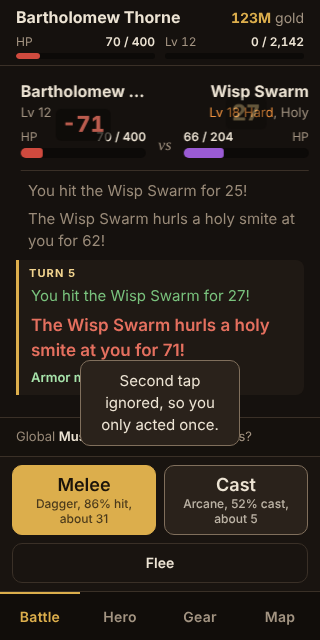 Bartholomew Thorne
123M gold
HP 70 / 400
Lv 12 0 / 2,142
Bartholomew ...
Wisp Swarm
Lv 12
Hard, Holy
-71
27
HP 70 / 400
vs
66 / 204 HP
You hit the Wisp Swarm for 25!
The Wisp Swarm hurls a holy smite at
you for 62!
TURN 5
You hit the Wisp Swarm for 27!
The Wisp Swarm hurls a holy
smite at you for 71!
Armor
Second tap
ignored, so you
only acted once.
Global
Melee
Dagger, 86% hit,
about 31
Cast
Arcane, 52% cast,
about 5
Flee
Battle
Hero
Gear
Map